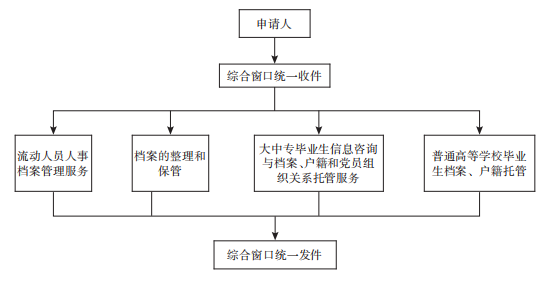 申请人
综合窗口统一收件
流动人员人事
档案管理服务
档案的整理和
保管
大中专毕业生信息咨询
与档案、户籍和党员组
织关系托管服务
普通高等学校毕业
生档案、户籍托管
综合窗口统一发件